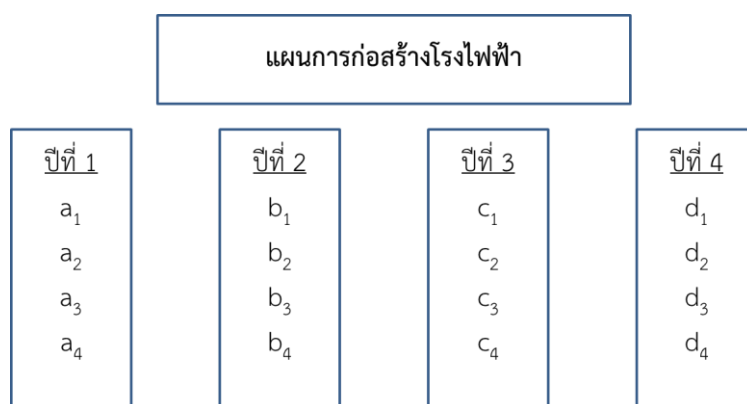 แผนการก่อสร้างโรงไฟฟ้า
ปีที่ 1 ปีที่ 2 ปีที่ 3 ปีที่ 4
a₁ b₁ c₁ d₁
a₂ b₂ c₂ d₂
a₃ b₃ c₃ d₃
a₄ b₄ c₄ d₄